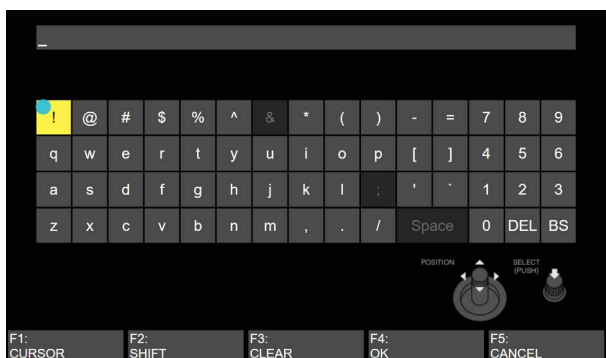 _
! @ # $ % ^ & * ( ) - = 7 8 9
q w e r t y u i o p [ ] 4 5 6
a s d f g h j k l ; ' ` 1 2 3
z x c v b n m , . / Space 0 DEL BS
POSITION SELECT
(PUSH)
F1: F2: F3: F4: F5:
CURSOR SHIFT CLEAR OK CANCEL